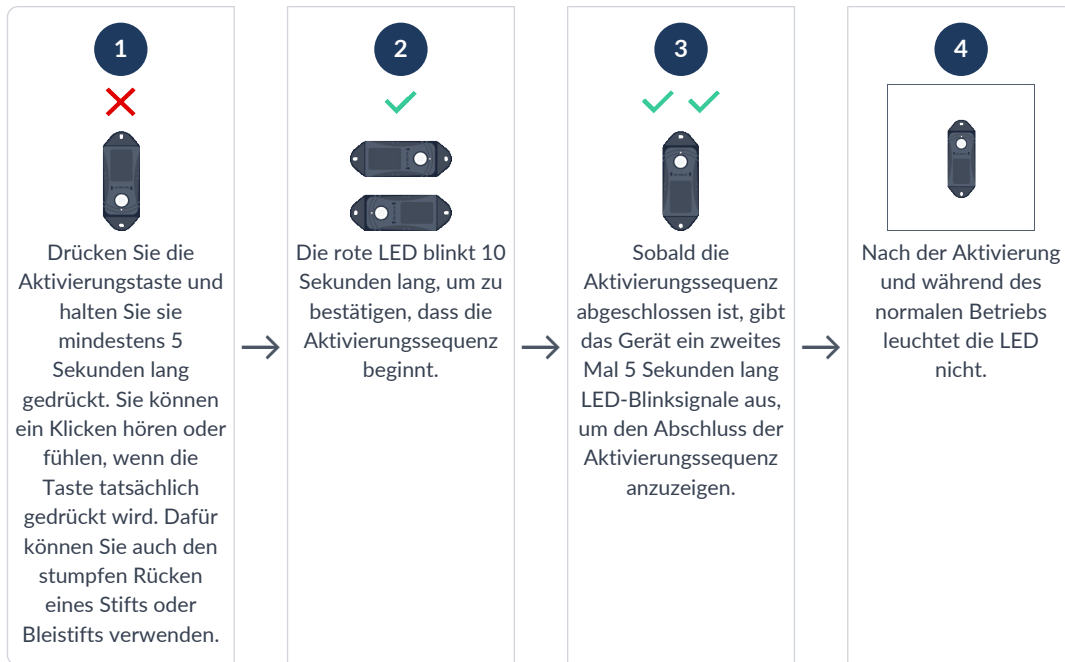 1
Drücken Sie die
Aktivierungstaste und
halten Sie sie
mindestens 5
Sekunden lang
gedrückt. Sie können
ein Klicken hören oder
fühlen, wenn die
Taste tatsächlich
gedrückt wird. Dafür
können Sie auch den
stumpfen Rücken
eines Stifts oder
Bleistifts verwenden.
2
Die rote LED blinkt 10
Sekunden lang, um zu
bestätigen, dass die
Aktivierungssequenz
beginnt.
3
Sobald die
Aktivierungssequenz
abgeschlossen ist, gibt
das Gerät ein zweites
Mal 5 Sekunden lang
LED-Blinksignale aus,
um den Abschluss der
Aktivierungssequenz
anzuzeigen.
4
Nach der Aktivierung
und während des
normalen Betriebs
leuchtet die LED
nicht.